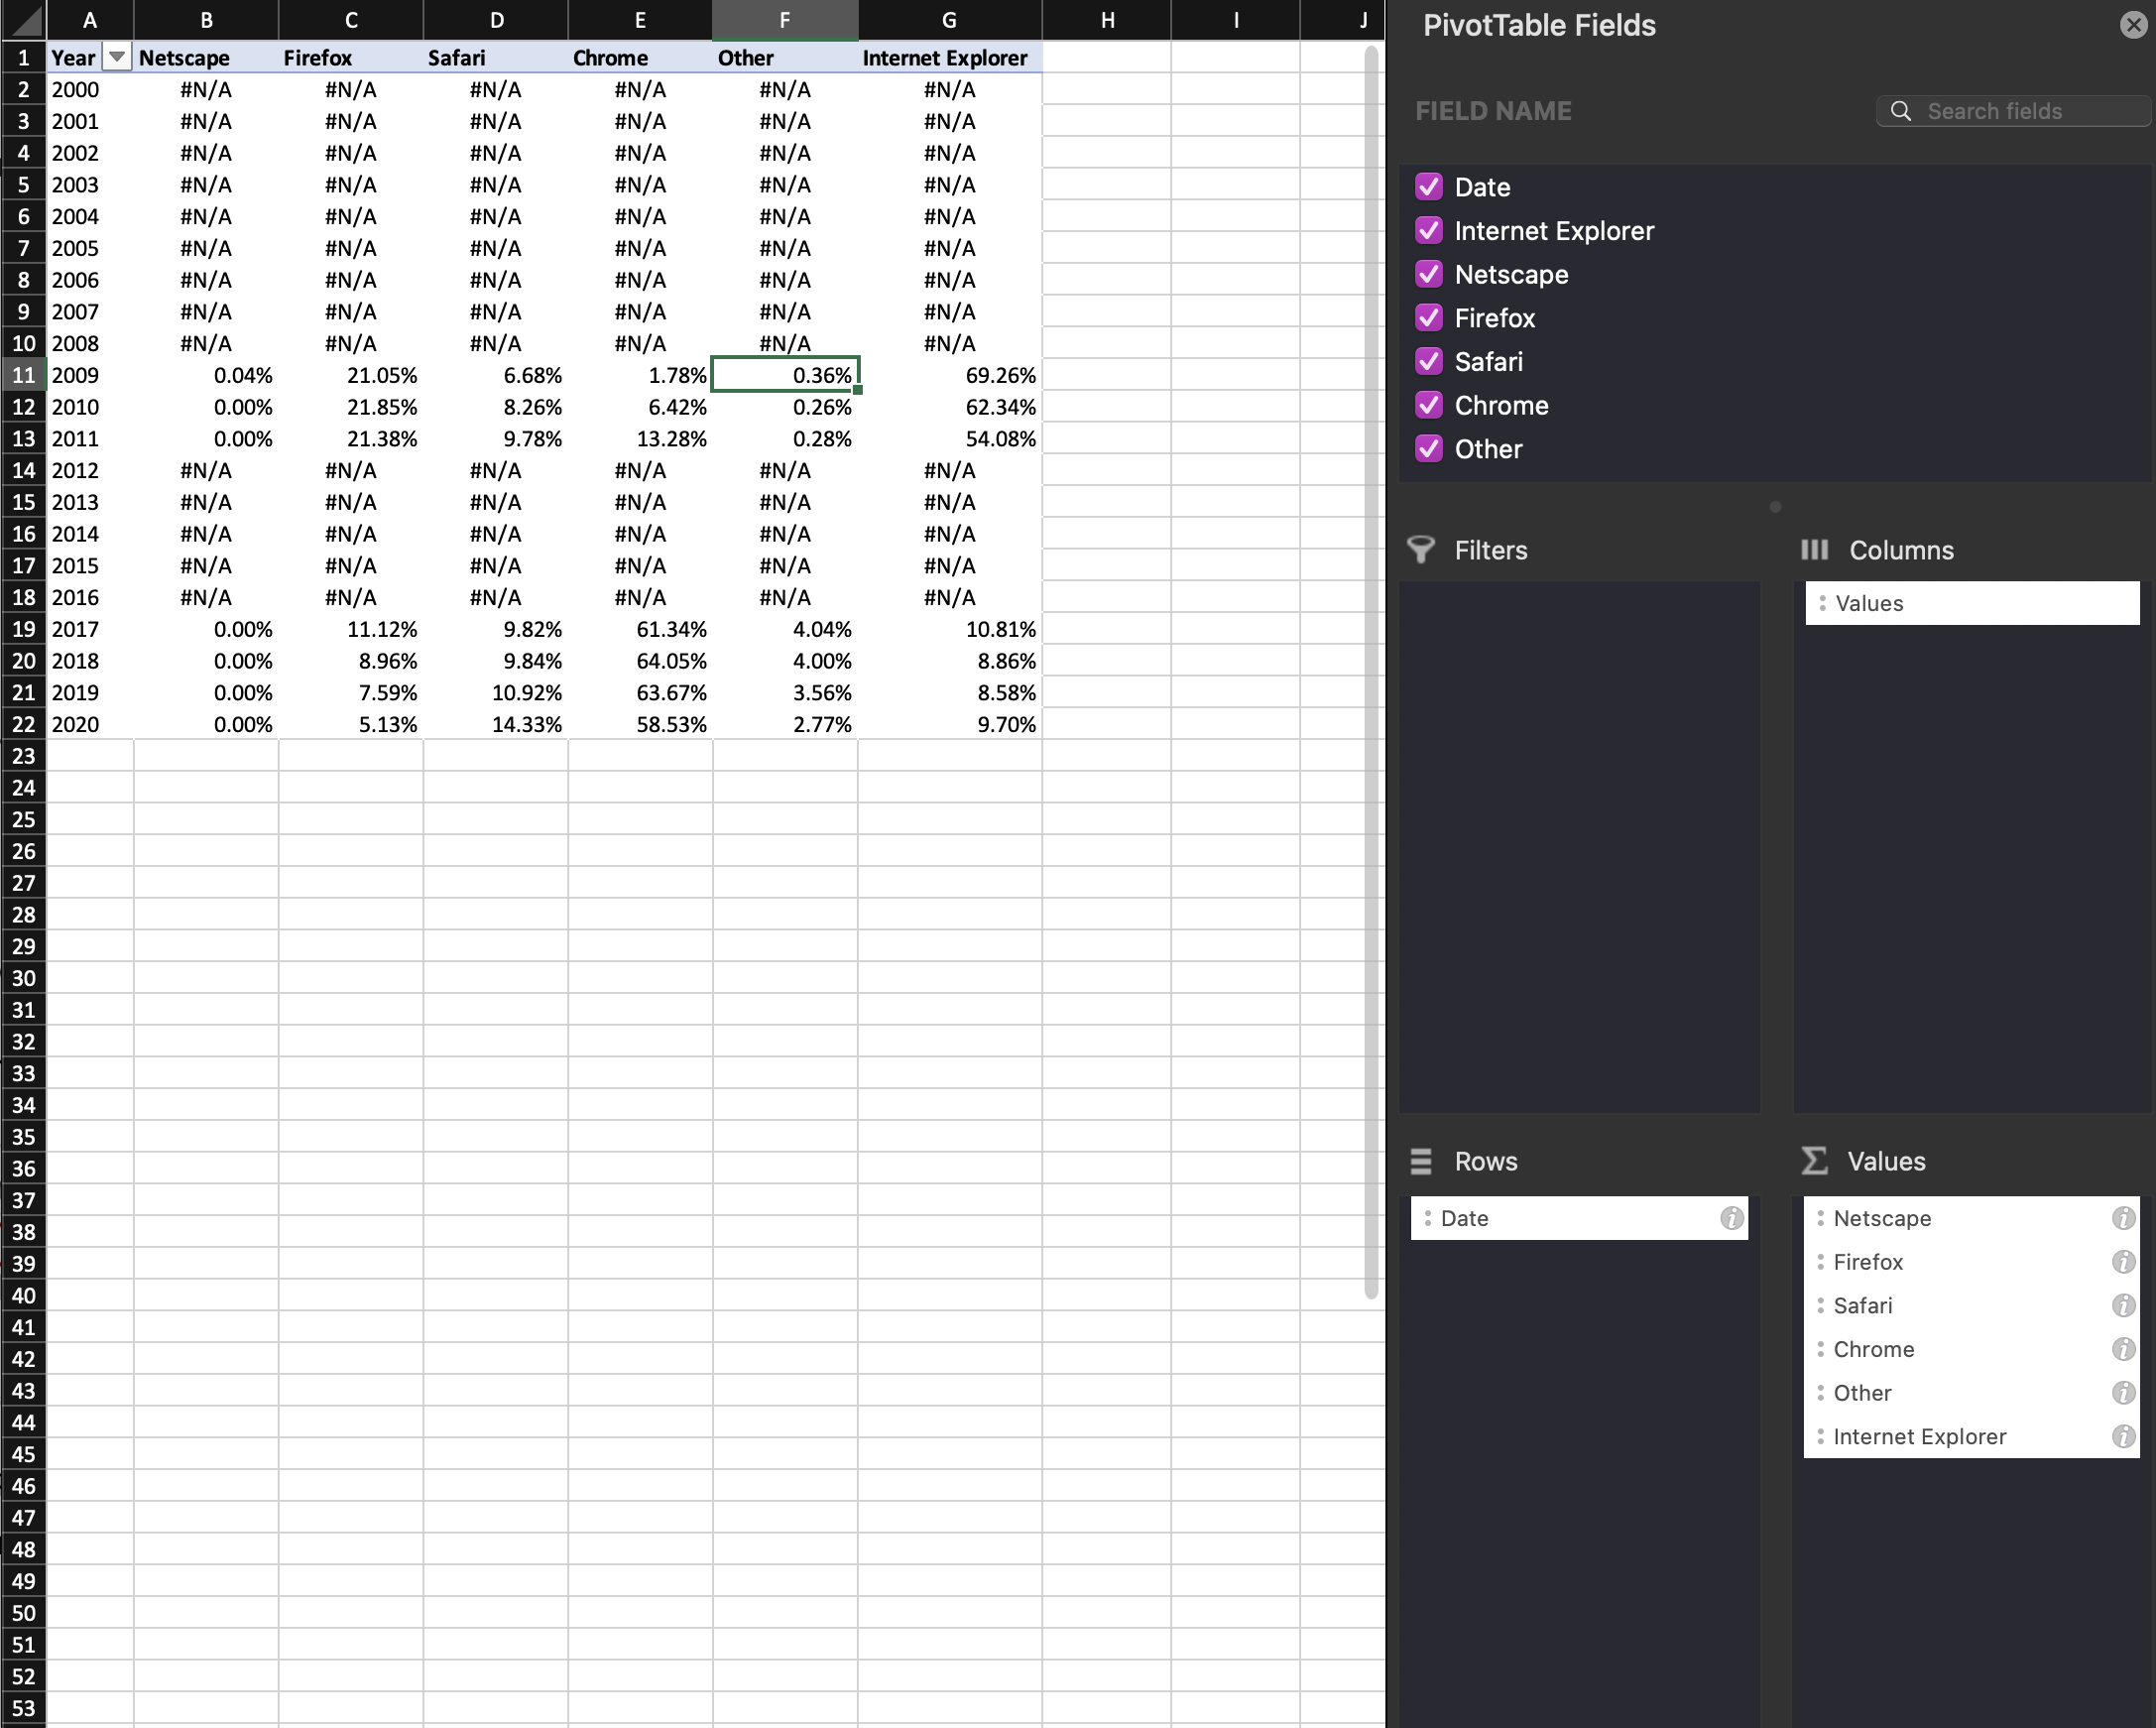 A B C D E F G H I J
1 Year Netscape Firefox Safari Chrome Other Internet Explorer
2 2000 #N/A #N/A #N/A #N/A #N/A #N/A
3 2001 #N/A #N/A #N/A #N/A #N/A #N/A
4 2002 #N/A #N/A #N/A #N/A #N/A #N/A
5 2003 #N/A #N/A #N/A #N/A #N/A #N/A
6 2004 #N/A #N/A #N/A #N/A #N/A #N/A
7 2005 #N/A #N/A #N/A #N/A #N/A #N/A
8 2006 #N/A #N/A #N/A #N/A #N/A #N/A
9 2007 #N/A #N/A #N/A #N/A #N/A #N/A
10 2008 #N/A #N/A #N/A #N/A #N/A #N/A
11 2009 0.04% 21.05% 6.68% 1.78% 0.36% 69.26%
12 2010 0.00% 21.85% 8.26% 6.42% 0.26% 62.34%
13 2011 0.00% 21.38% 9.78% 13.28% 0.28% 54.08%
14 2012 #N/A #N/A #N/A #N/A #N/A #N/A
15 2013 #N/A #N/A #N/A #N/A #N/A #N/A
16 2014 #N/A #N/A #N/A #N/A #N/A #N/A
17 2015 #N/A #N/A #N/A #N/A #N/A #N/A
18 2016 #N/A #N/A #N/A #N/A #N/A #N/A
19 2017 0.00% 11.12% 9.82% 61.34% 4.04% 10.81%
20 2018 0.00% 8.96% 9.84% 64.05% 4.00% 8.86%
21 2019 0.00% 7.59% 10.92% 63.67% 3.56% 8.58%
22 2020 0.00% 5.13% 14.33% 58.53% 2.77% 9.70%
23
24
25
26
27
28
29
30
31
32
33
34
35
36
37
38
39
40
41
42
43
44
45
46
47
48
49
50
51
52
53
PivotTable Fields
FIELD NAME
Search fields
Date
Internet Explorer
Netscape
Firefox
Safari
Chrome
Other
Filters
Columns
Values
Rows
Date
Values
Netscape
Firefox
Safari
Chrome
Other
Internet Explorer